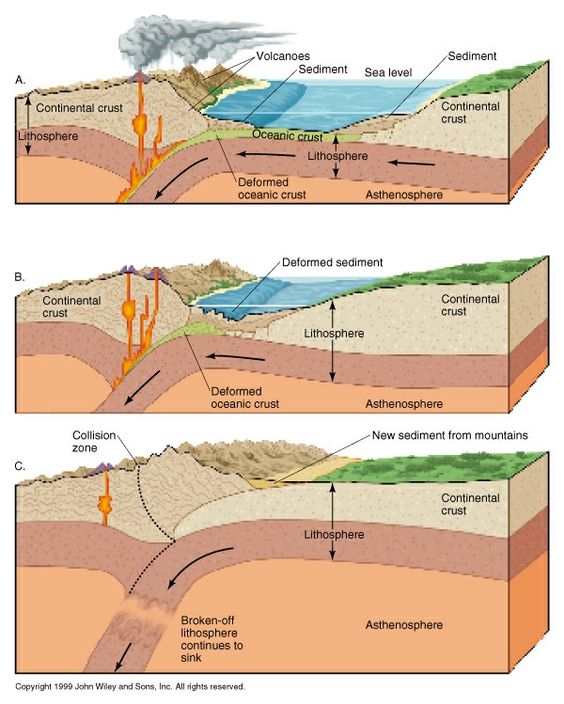 A.
Volcanoes
Sediment
Sediment
Sea level
Continental crust
Continental
crust
Lithosphere
Oceanic crust
Lithosphere
Deformed
oceanic crust
Asthenosphere
B.
Deformed sediment
Continental
crust
Continental
crust
Lithosphere
Deformed
oceanic crust
Asthenosphere
Collision
zone
New sediment from mountains
C.
Continental
crust
Lithosphere
Broken-off
lithosphere
continues to
sink
Asthenosphere
Copyright 1999 John Wiley and Sons, Inc. All rights reserved.